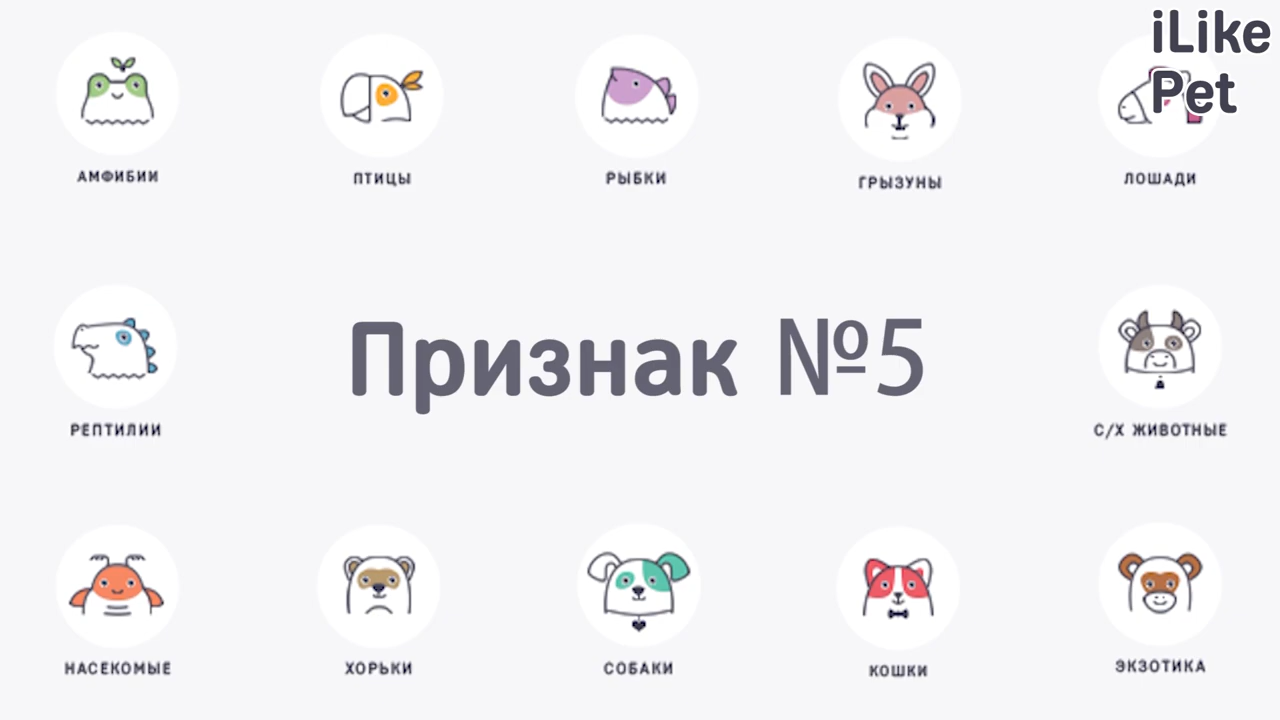 iLike
Pet
АМФИБИИ
ПТИЦЫ
РЫБКИ
ГРЫЗУНЫ
ЛОШАДИ
РЕПТИЛИИ
Признак №5
С/Х ЖИВОТНЫЕ
НАСЕКОМЫЕ
ХОРЬКИ
СОБАКИ
КОШКИ
ЭКЗОТИКА